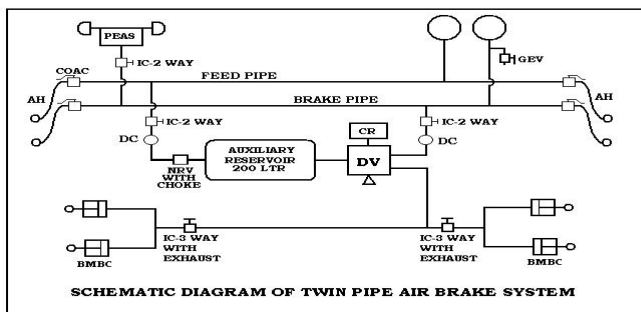 PEAS
IC-2 WAY
GEV
COAC
FEED PIPE
AH
BRAKE PIPE
AH
IC-2 WAY
IC-2 WAY
DC
AUXILIARY
RESERVOIR
200 LTR
CR
DV
DC
NRV
WITH
CHOKE
IC-3 WAY
WITH
EXHAUST
IC-3 WAY
WITH
EXHAUST
BMBC
BMBC
SCHEMATIC DIAGRAM OF TWIN PIPE AIR BRAKE SYSTEM